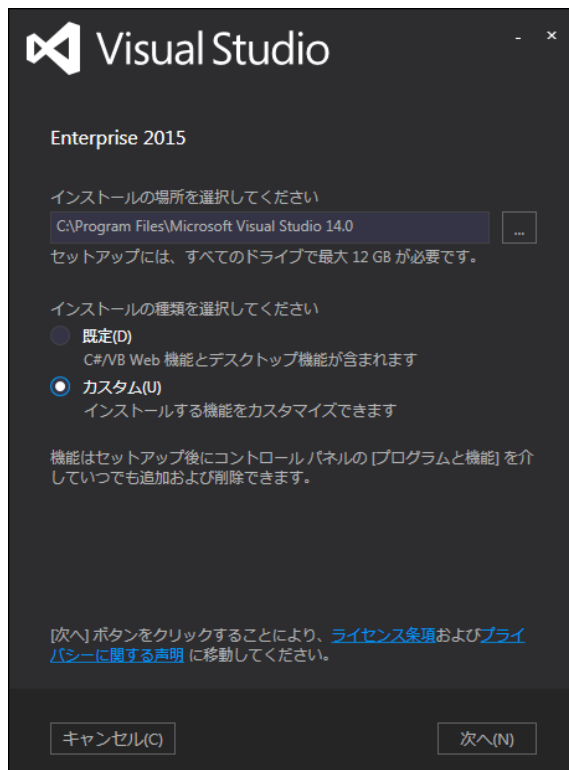 Visual Studio
Enterprise 2015
インストールの場所を選択してください
C:\Program Files\Microsoft Visual Studio 14.0
...
セットアップには、すべてのドライブで最大 12 GB が必要です。
インストールの種類を選択してください
既定(D)
C#/VB Web 機能とデスクトップ機能が含まれます
カスタム(U)
インストールする機能をカスタマイズできます
機能はセットアップ後にコントロール パネルの [プログラムと機能] を介
していつでも追加および削除できます。
[次へ] ボタンをクリックすることにより、ライセンス条項およびプライ
バシーに関する声明 に移動してください。
キャンセル(C)
次へ(N)